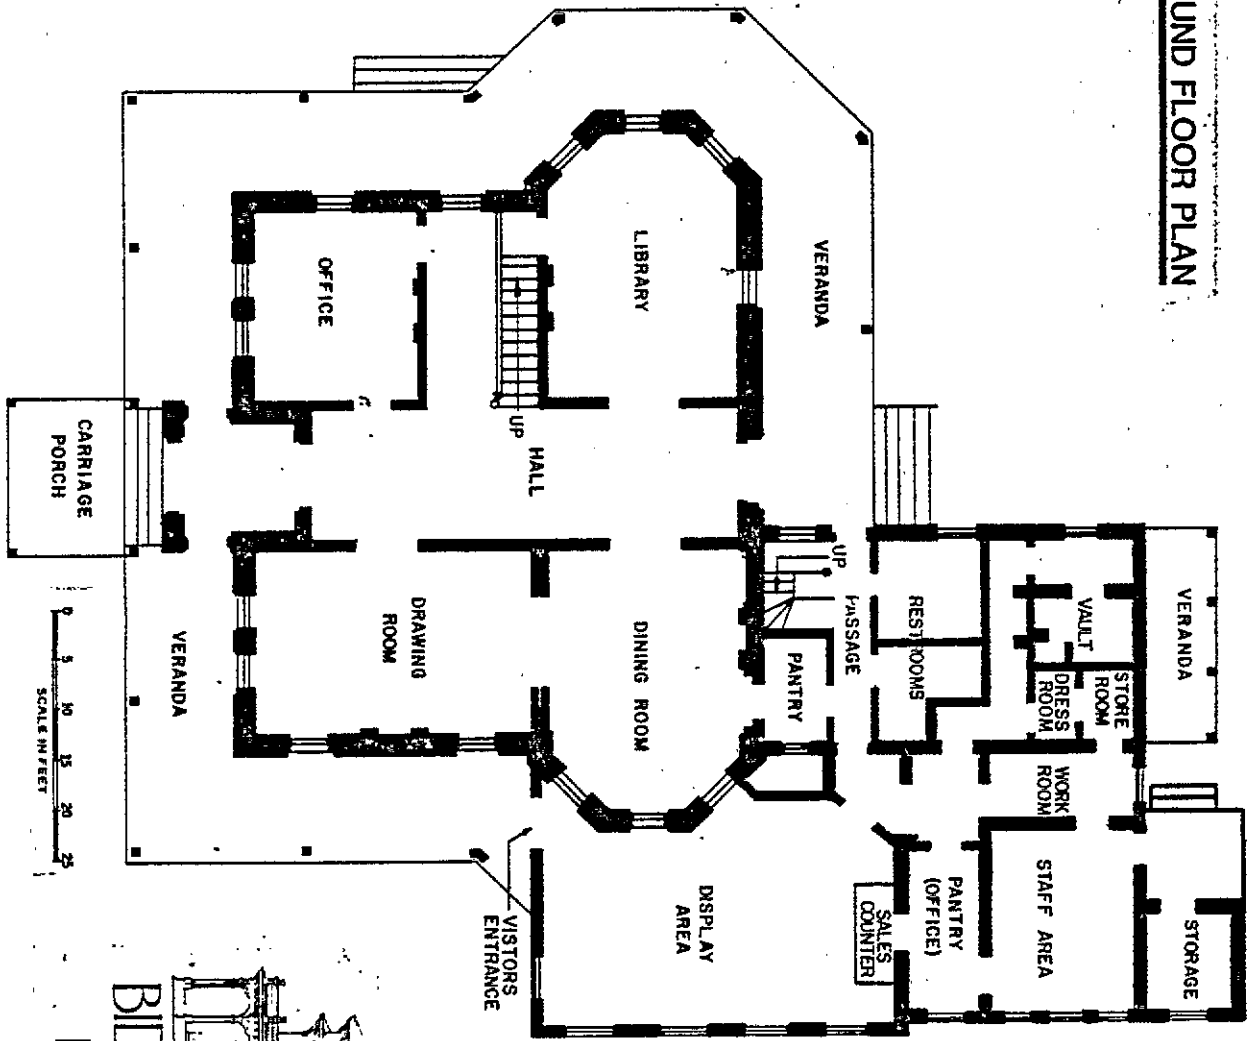 UND FLOOR PLAN
VERANDA
LIBRARY
OFFICE
UP
HALL
CARRIAGE
PORCH
UP
PASSAGE
RESTROOMS
VAULT
VERANDA
STORE
ROOM
DRESS
ROOM
PANTRY
DINING ROOM
DRAWING
ROOM
VERANDA
WORK
ROOM
STAFF AREA
PANTRY
(OFFICE)
SALES
COUNTER
DISPLAY
AREA
STORAGE
VISTORS
ENTRANCE
0 5 10 15 20 25
SCALE IN FEET